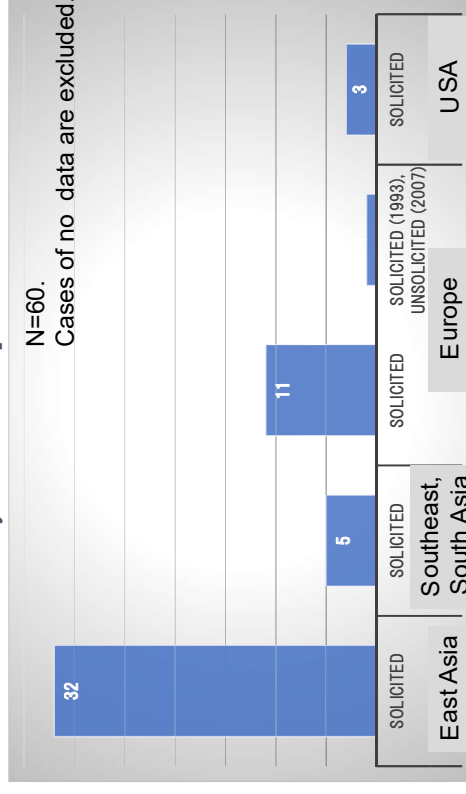 N=60.
Cases of no data are excluded.
32
5
11
3
SOLICITED
SOLICITED
SOLICITED
SOLICITED (1993),
UNSOLICITED (2007)
SOLICITED
East Asia
Southeast,
South Asia
Europe
USA